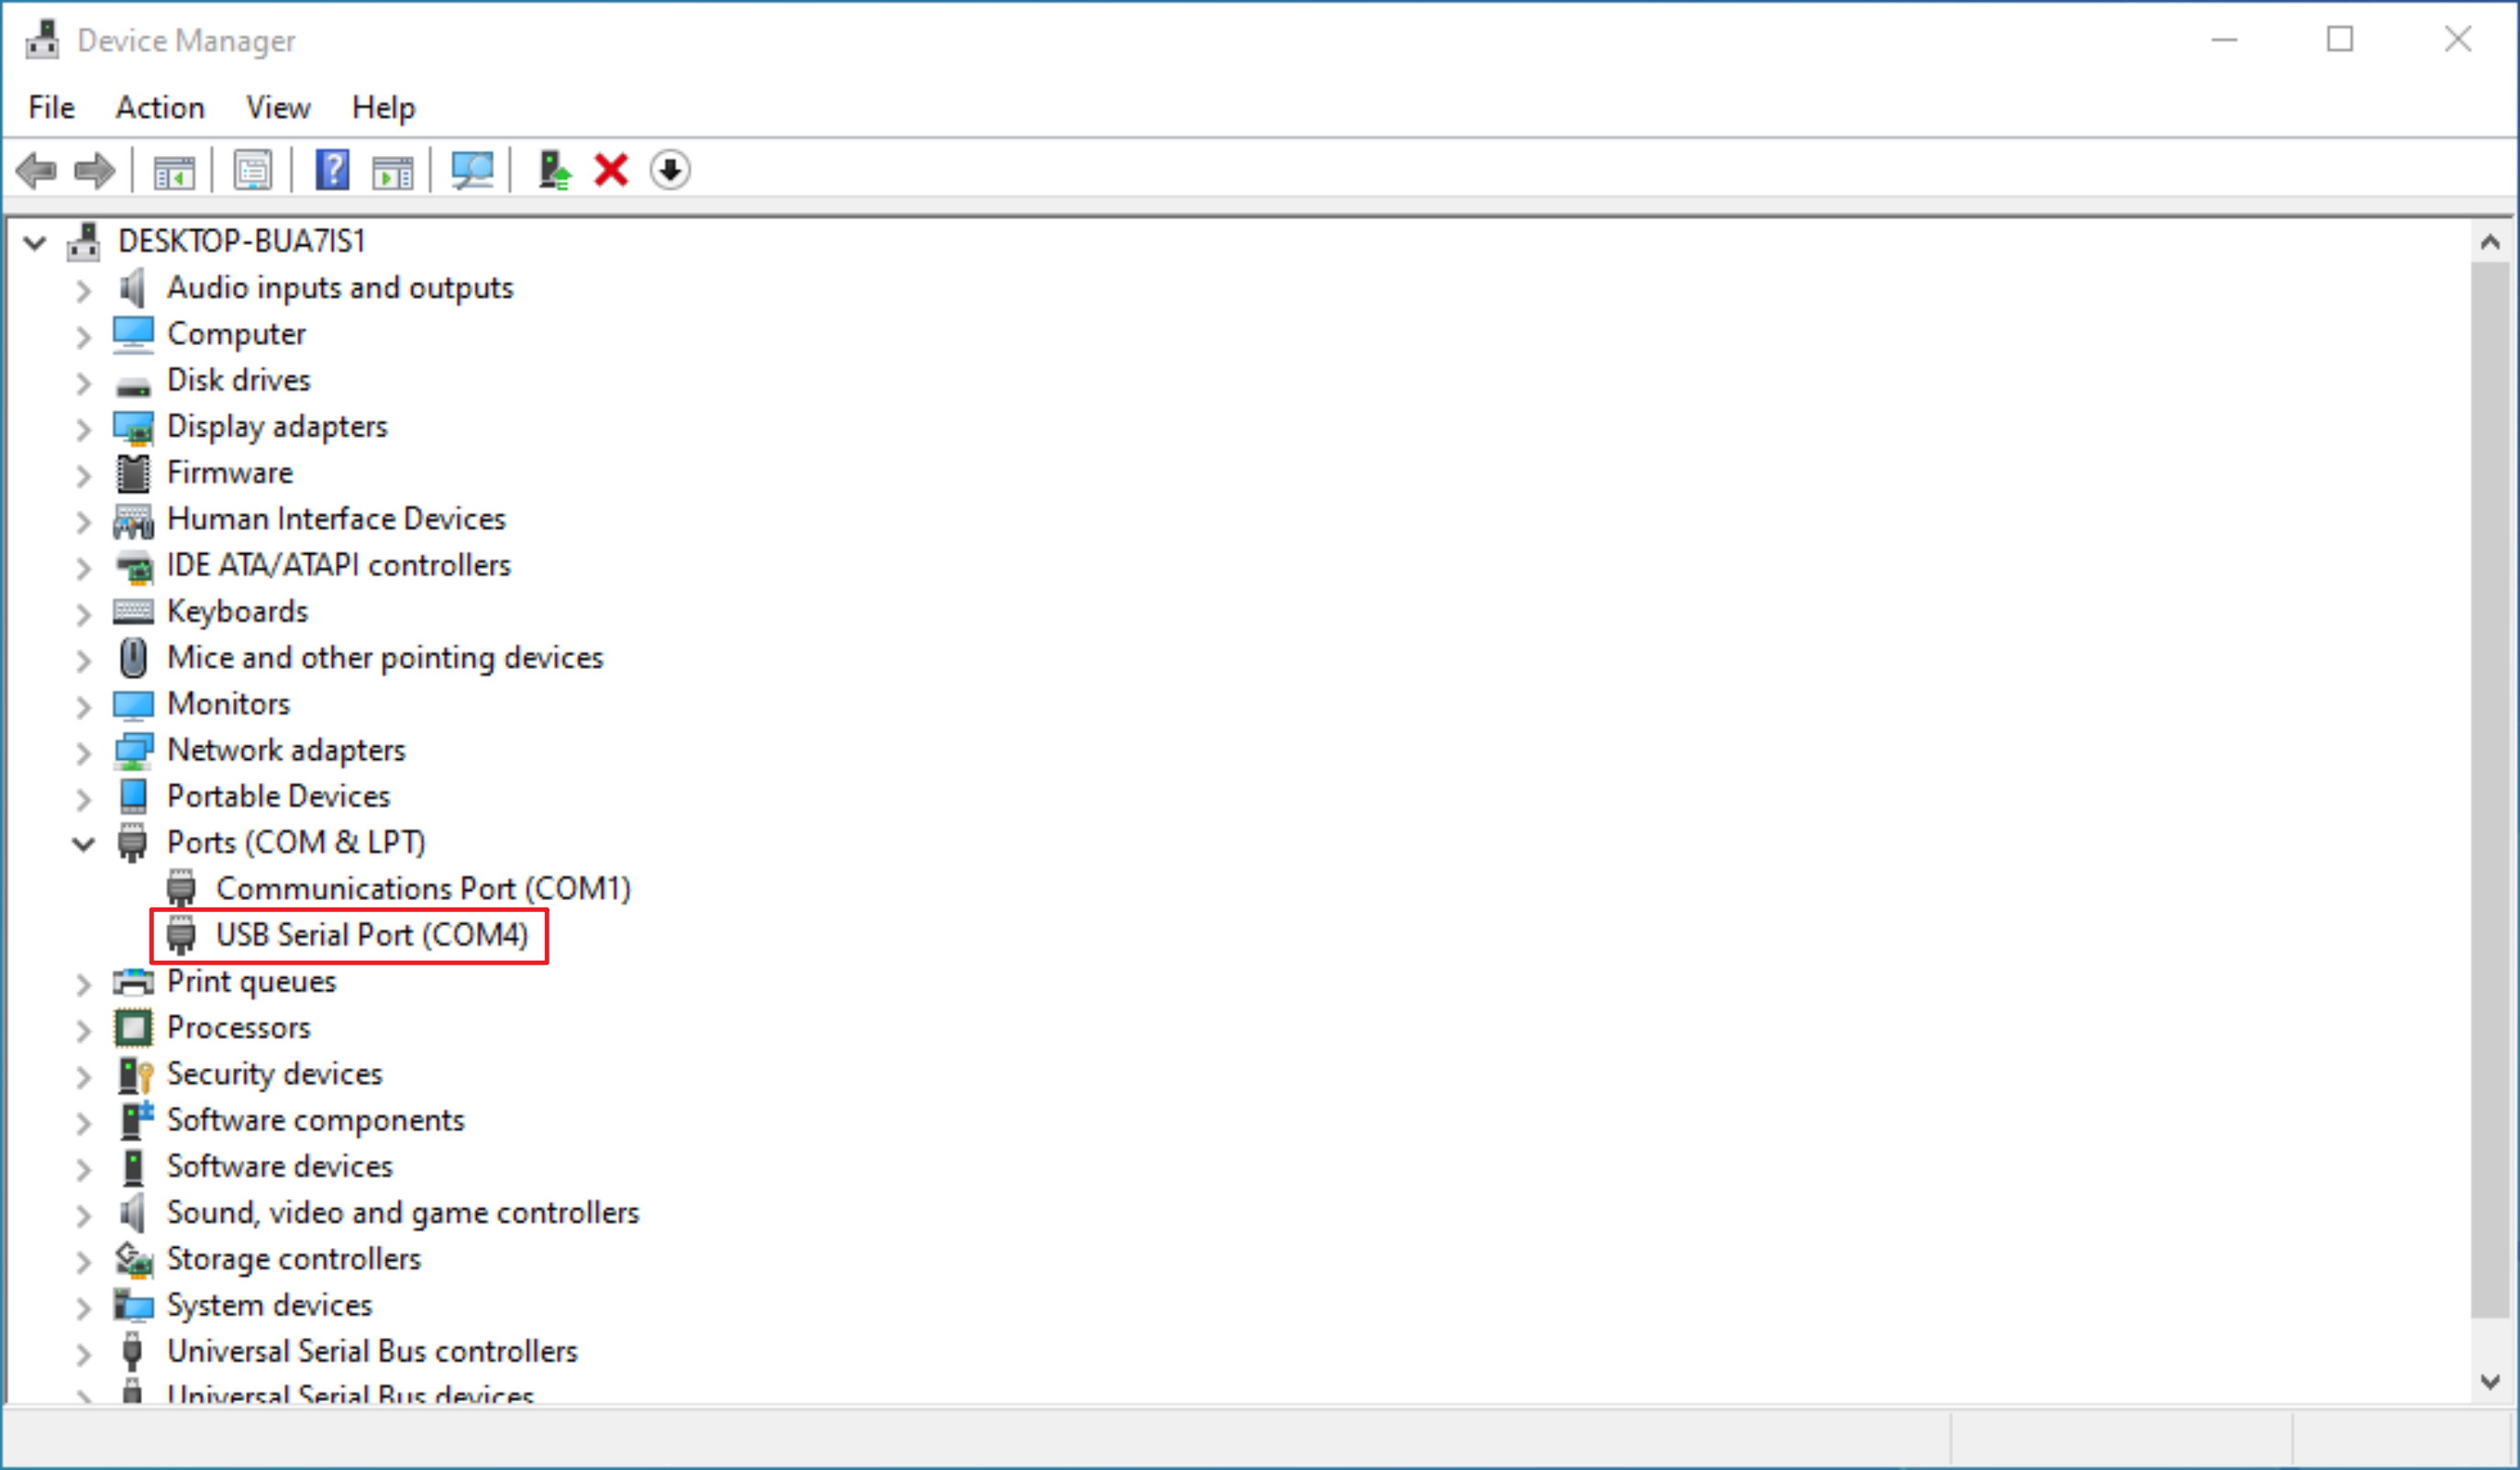 Device Manager
File Action View Help
DESKTOP-BUA7IS1
Audio inputs and outputs
Computer
Disk drives
Display adapters
Firmware
Human Interface Devices
IDE ATA/ATAPI controllers
Keyboards
Mice and other pointing devices
Monitors
Network adapters
Portable Devices
Ports (COM & LPT)
Communications Port (COM1)
USB Serial Port (COM4)
Print queues
Processors
Security devices
Software components
Software devices
Sound, video and game controllers
Storage controllers
System devices
Universal Serial Bus controllers
Universal Serial Bus devices